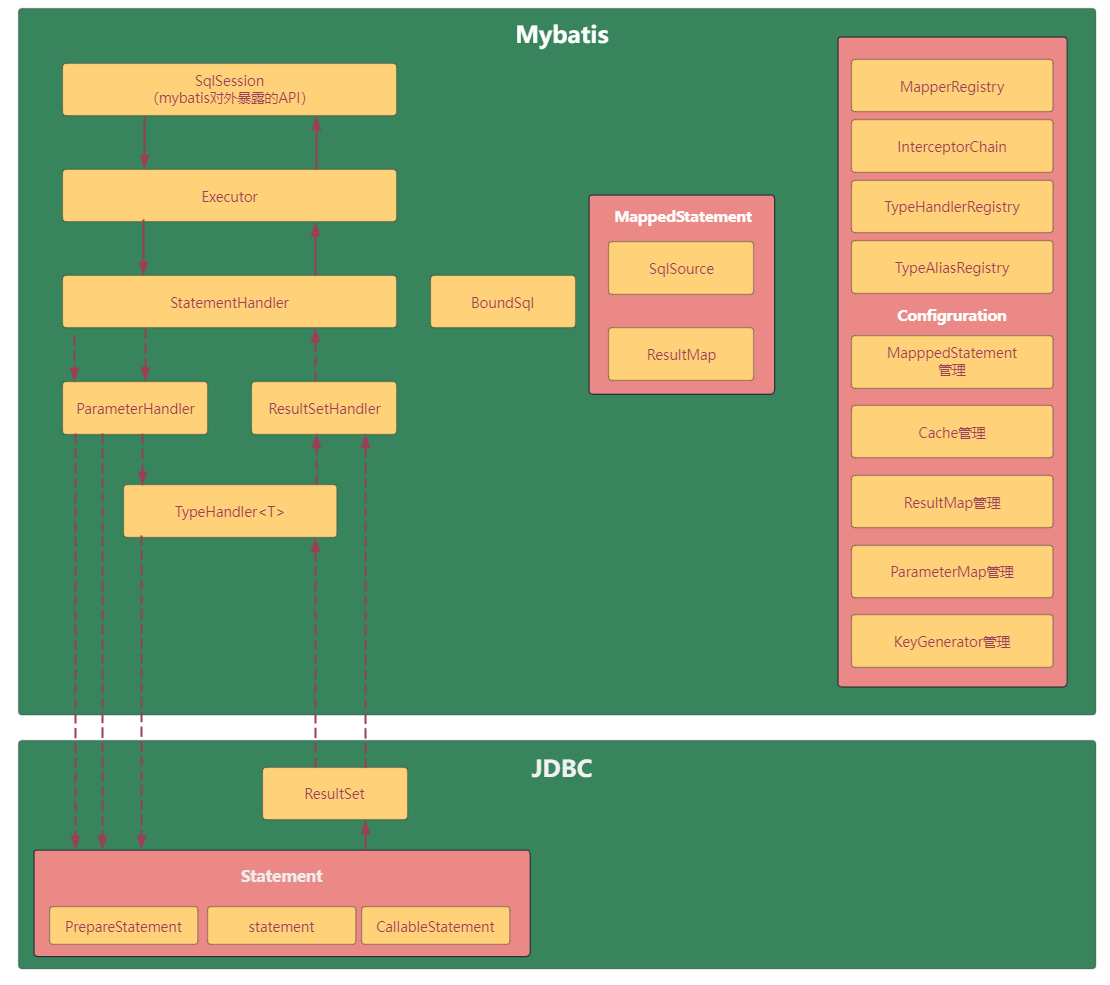 Mybatis
SqlSession
（mybatis对外暴露的API）
Executor
StatementHandler
BoundSql
ParameterHandler
ResultSetHandler
TypeHandler<T>
MappedStatement
SqlSource
ResultMap
MapperRegistry
InterceptorChain
TypeHandlerRegistry
TypeAliasRegistry
Configruration
MapppedStatement
管理
Cache管理
ResultMap管理
ParameterMap管理
KeyGenerator管理
JDBC
ResultSet
Statement
PrepareStatement
statement
CallableStatement